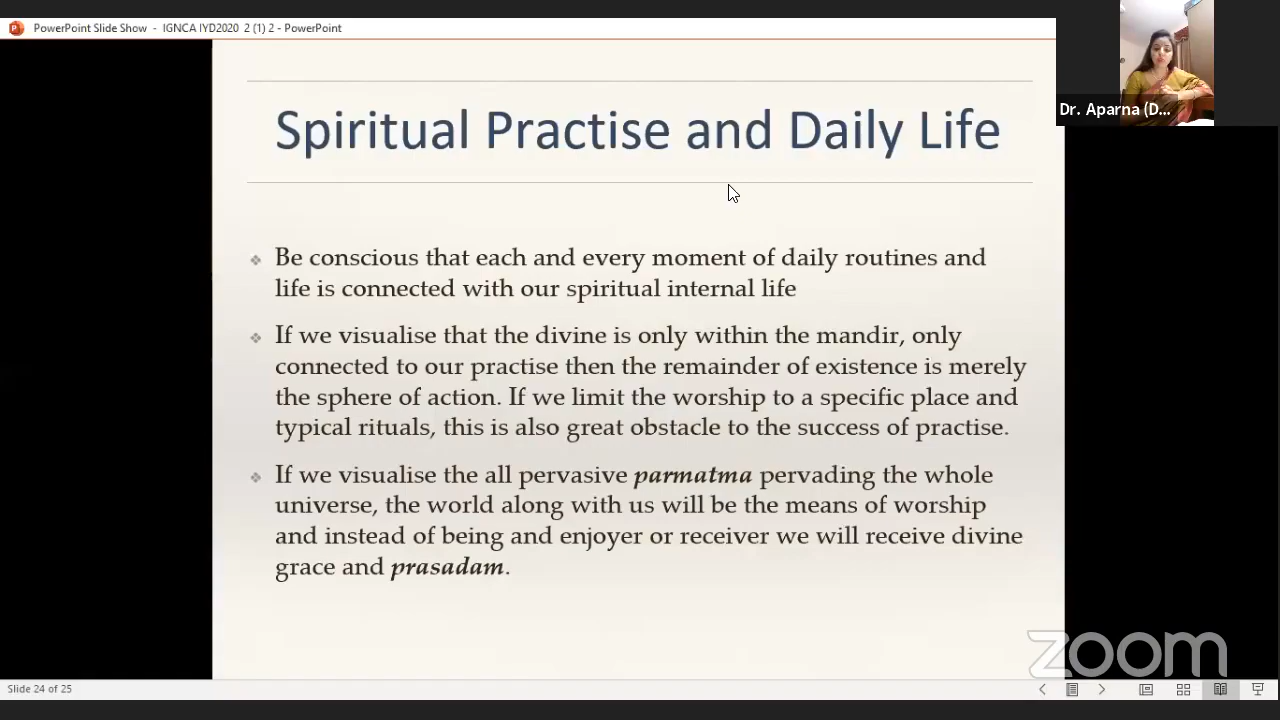 PowerPoint Slide Show - IGNCA IYD2020 2 (1) 2 - PowerPoint
Dr. Aparna (D...
Spiritual Practise and Daily Life
Be conscious that each and every moment of daily routines and
life is connected with our spiritual internal life
If we visualise that the divine is only within the mandir, only
connected to our practise then the remainder of existence is merely
the sphere of action. If we limit the worship to a specific place and
typical rituals, this is also great obstacle to the success of practise.
If we visualise the all pervasive parmatma pervading the whole
universe, the world along with us will be the means of worship
and instead of being and enjoyer or receiver we will receive divine
grace and prasadam.
zoom
Slide 24 of 25